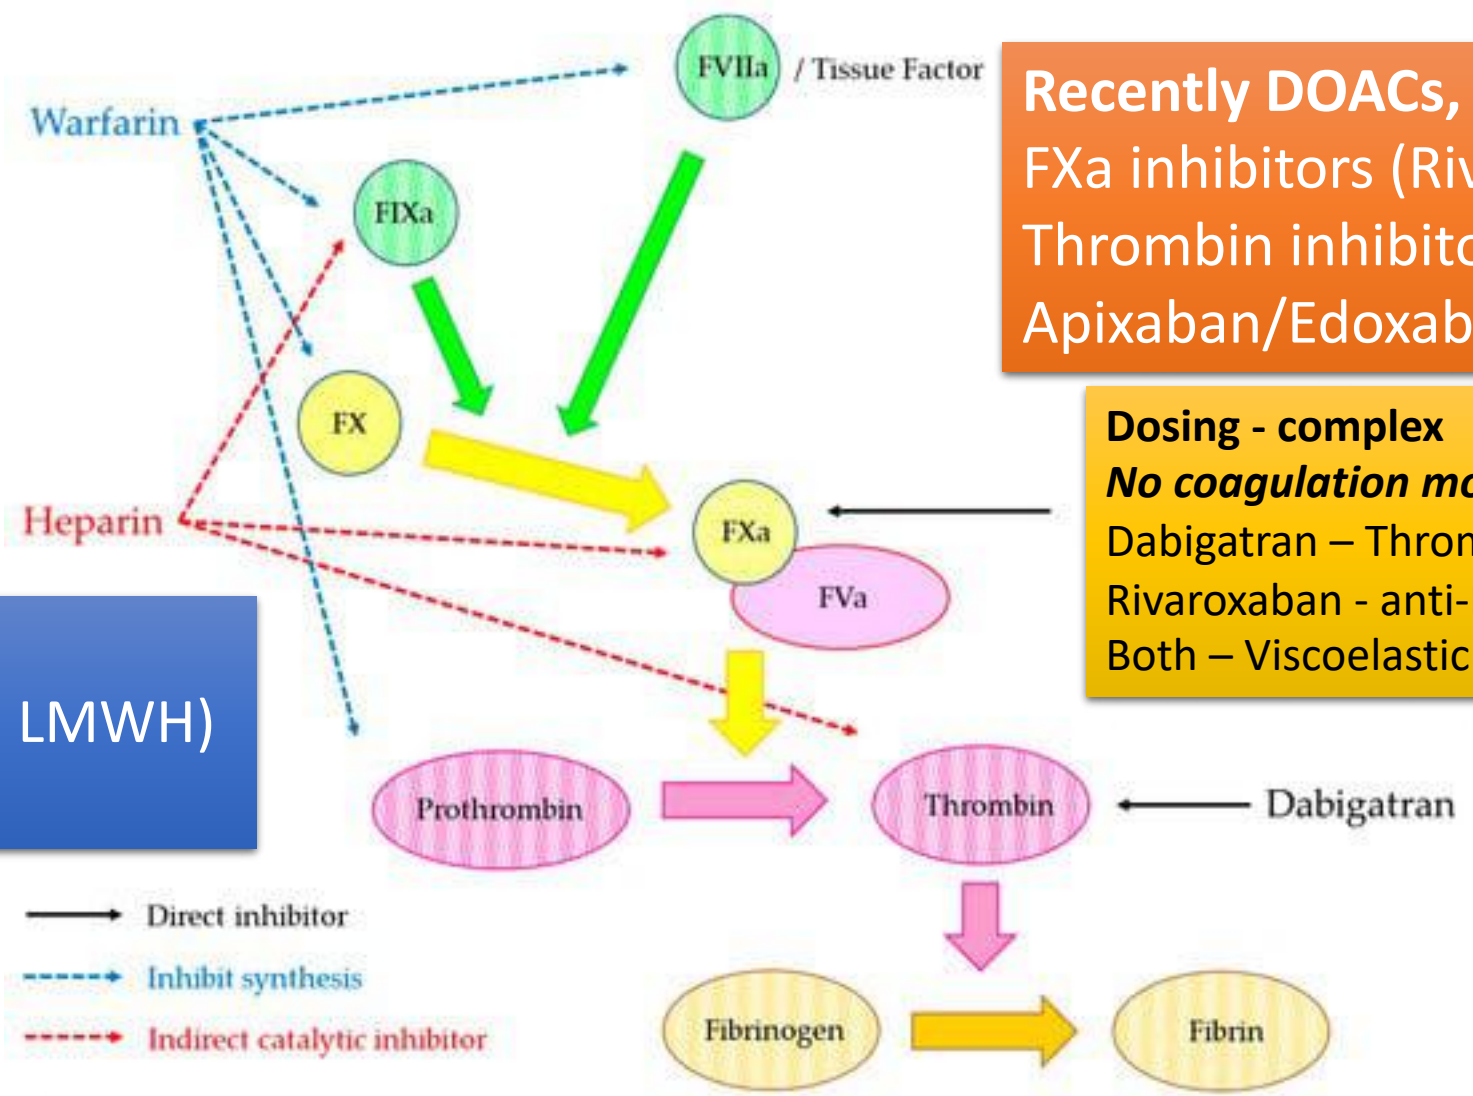 FVIIa / Tissue Factor
Warfarin
FIXa
FX
Heparin
FXa
FVa
Prothrombin
Thrombin
Dabigatran
Fibrinogen
Fibrin
Recently DOACs,
FXa inhibitors (Riv
Thrombin inhibito
Apixaban/Edoxab
Dosing - complex
No coagulation mo
Dabigatran – Throm
Rivaroxaban - anti-
Both – Viscoelastic
LMWH)
Direct inhibitor
Inhibit synthesis
Indirect catalytic inhibitor